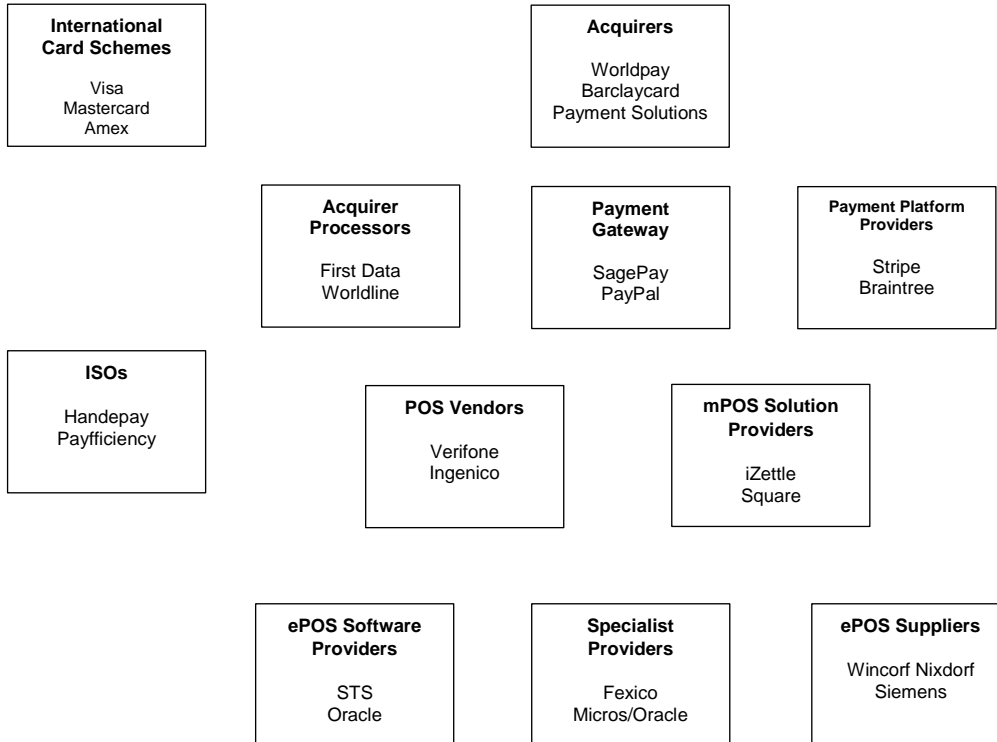 International
Card Schemes
Visa
Mastercard
Amex
Acquirers
Worldpay
Barclaycard
Payment Solutions
Acquirer
Processors
First Data
Worldline
Payment
Gateway
SagePay
PayPal
Payment Platform
Providers
Stripe
Braintree
ISOs
Handepay
Payfficiency
POS Vendors
Verifone
Ingenico
mPOS Solution
Providers
iZettle
Square
ePOS Software
Providers
STS
Oracle
Specialist
Providers
Fexico
Micros/Oracle
ePOS Suppliers
Wincorf Nixdorf
Siemens